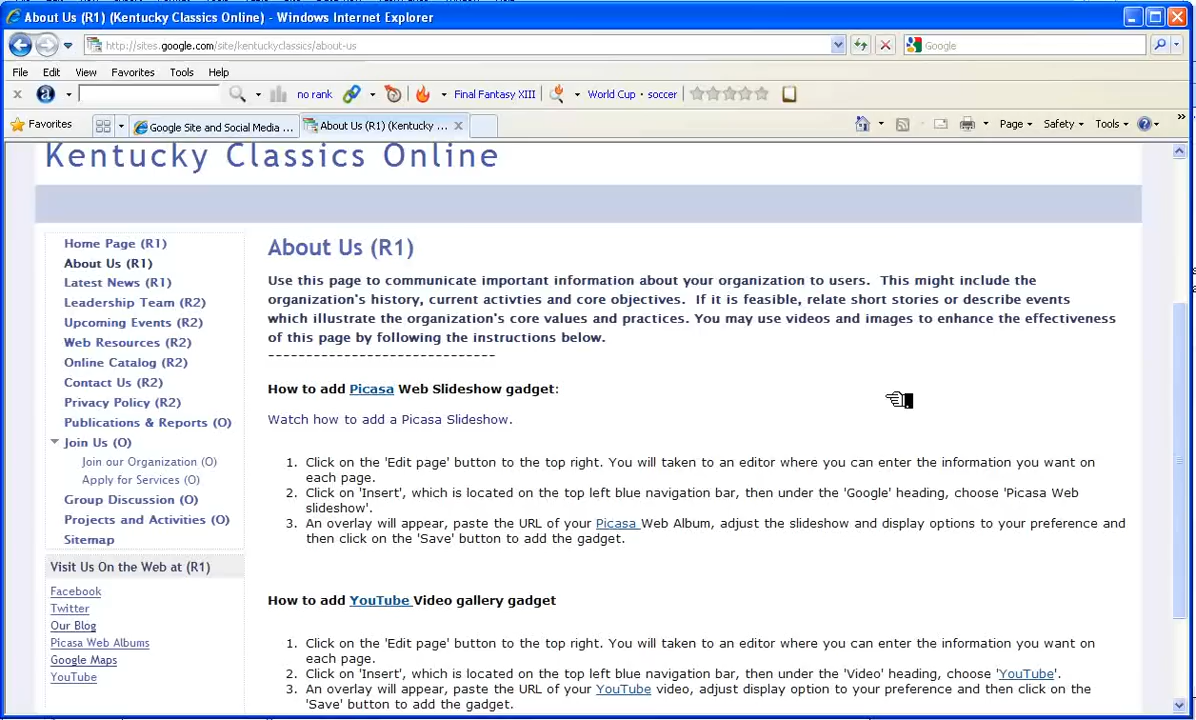 About Us (R1) (Kentucky Classics Online) - Windows Internet Explorer
http://sites.google.com/site/kentuckyclassics/about-us
Google
File Edit View Favorites Tools Help
no rank Final Fantasy XIII World Cup • soccer
Favorites Google Site and Social Media ... About Us (R1) (Kentucky ... Page Safety Tools
Kentucky Classics Online
Home Page (R1)
About Us (R1)
Latest News (R1)
Leadership Team (R2)
Upcoming Events (R2)
Web Resources (R2)
Online Catalog (R2)
Contact Us (R2)
Privacy Policy (R2)
Publications & Reports (O)
Join Us (O)
Join our Organization (O)
Apply for Services (O)
Group Discussion (O)
Projects and Activities (O)
Sitemap
Visit Us On the Web at (R1)
Facebook
Twitter
Our Blog
Picasa Web Albums
Google Maps
YouTube
About Us (R1)
Use this page to communicate important information about your organization to users. This might include the
organization's history, current activties and core objectives. If it is feasible, relate short stories or describe events
which illustrate the organization's core values and practices. You may use videos and images to enhance the effectiveness
of this page by following the instructions below.
-----------------------------
How to add Picasa Web Slideshow gadget:
Watch how to add a Picasa Slideshow.
1. Click on the 'Edit page' button to the top right. You will taken to an editor where you can enter the information you want on
each page.
2. Click on 'Insert', which is located on the top left blue navigation bar, then under the 'Google' heading, choose 'Picasa Web
slideshow'.
3. An overlay will appear, paste the URL of your Picasa Web Album, adjust the slideshow and display options to your preference and
then click on the 'Save' button to add the gadget.
How to add YouTube Video gallery gadget
1. Click on the 'Edit page' button to the top right. You will taken to an editor where you can enter the information you want on
each page.
2. Click on 'Insert', which is located on the top left blue navigation bar, then under the 'Video' heading, choose 'YouTube'.
3. An overlay will appear, paste the URL of your YouTube video, adjust display option to your preference and then click on the
'Save' button to add the gadget.